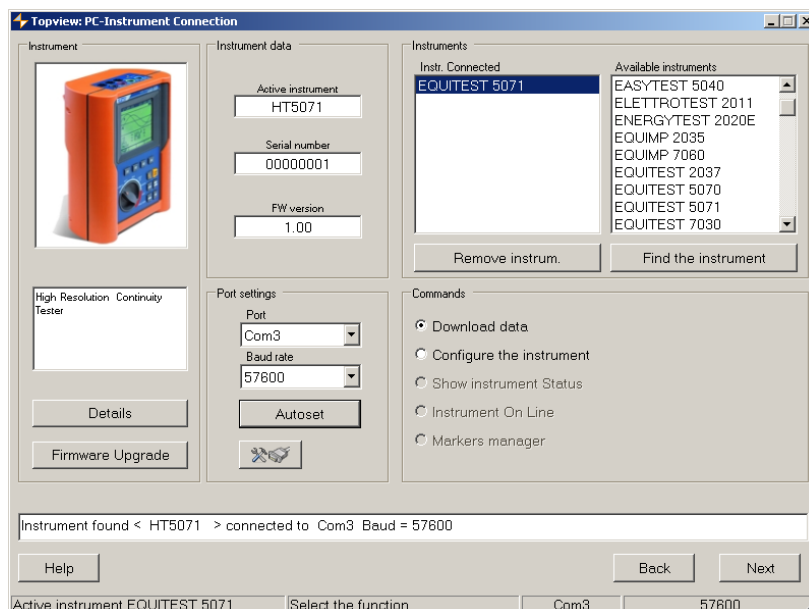 Topview: PC-Instrument Connection
Instrument
Instrument data
Active instrument
HT5071
Serial number
00000001
FW version
1.00
Instruments
Instr. Connected
EQUITEST 5071
Available instruments
EASYTEST 5040
ELETTROTEST 2011
ENERGYTEST 2020E
EQUIMP 2035
EQUIMP 7060
EQUITEST 2037
EQUITEST 5070
EQUITEST 5071
EQUITEST 7030
Remove instrum.
Find the instrument
High Resolution Continuity
Tester
Details
Firmware Upgrade
Port settings
Port
Com3
Baud rate
57600
Autoset
Commands
Download data
Configure the instrument
Show instrument Status
Instrument On Line
Markers manager
Instrument found < HT5071 > connected to Com3 Baud = 57600
Help
Back
Next
Active instrument EQUITEST 5071
Select the function
Com3
57600